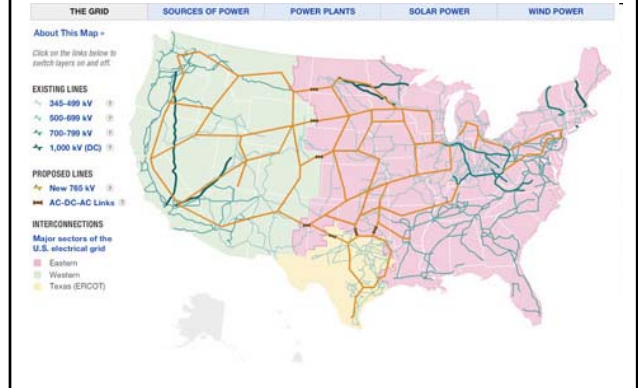 THE GRID
SOURCES OF POWER
POWER PLANTS
SOLAR POWER
WIND POWER
About This Map »
Click on the links below to
switch layers on and off.
EXISTING LINES
345-499 kV ?
500-699 kV ?
700-799 kV ?
1,000 kV (DC) ?
PROPOSED LINES
New 765 kV ?
AC-DC-AC Links ?
INTERCONNECTIONS
Major sectors of the
U.S. electrical grid
Eastern
Western
Texas (ERCOT)